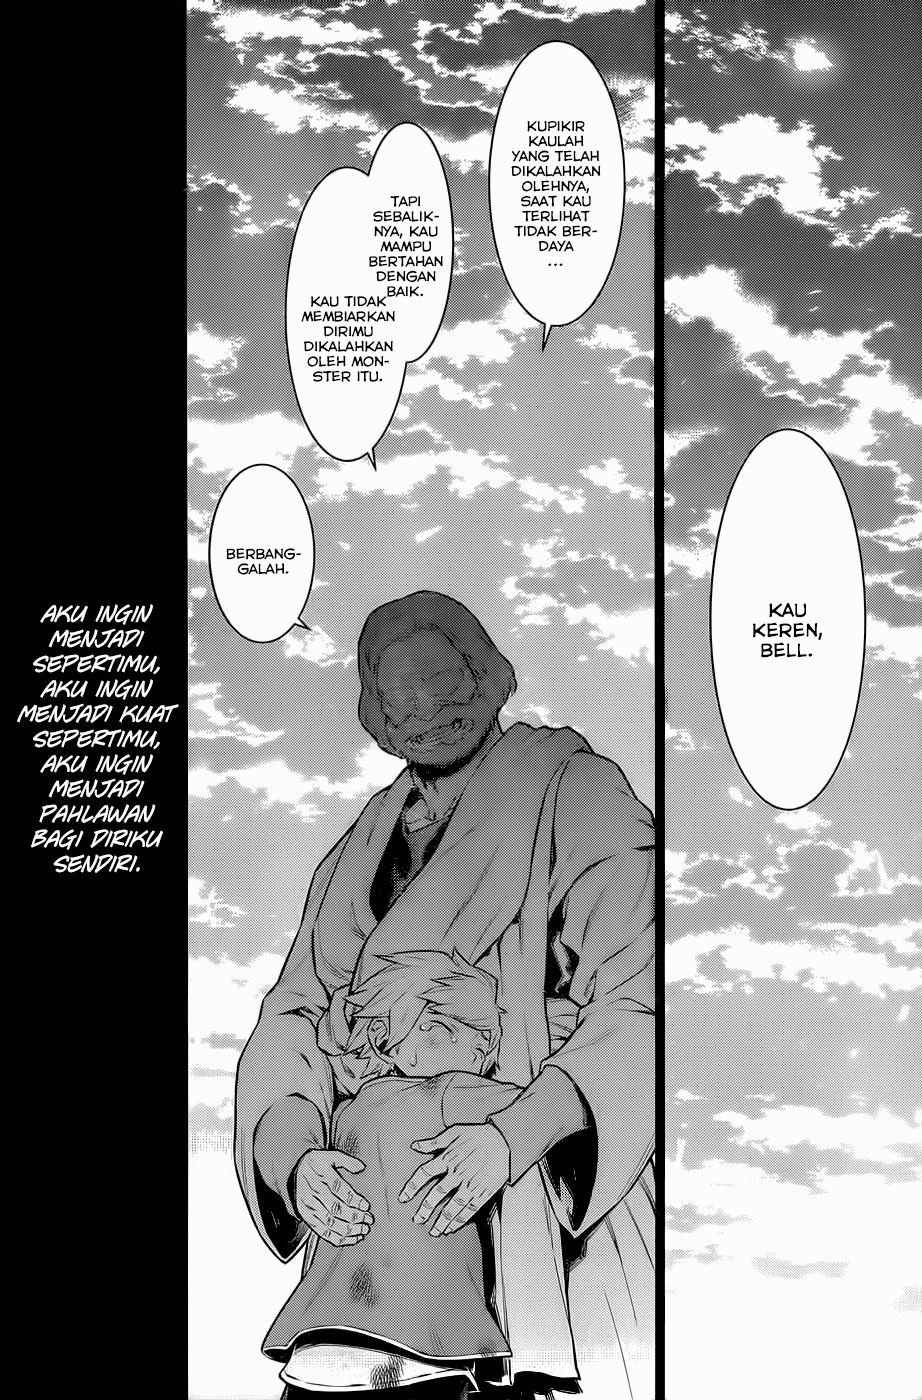 KAU
KEREN,
BELL.
KUPIKIR
KAULAH
YANG TELAH
DIKALAHKAN
OLEHNYA,
SAAT KAU
TERLIHAT
TIDAK BER-
DAYA
...
TAPI
SEBALIK-
NYA, KAU
MAMPU
BERTAHAN
DENGAN
BAIK.
KAU TIDAK
MEMBIARKAN
DIRIMU
DIKALAHKAN
OLEH MON-
STER ITU.
BERBANG-
GALAH.
AKU INGIN
MENJADI
SEPERTIMU,
AKU INGIN
MENJADI KUAT
SEPERTIMU,
AKU INGIN
MENJADI
PAHLAWAN
BAGI DIRIKU
SENDIRI.